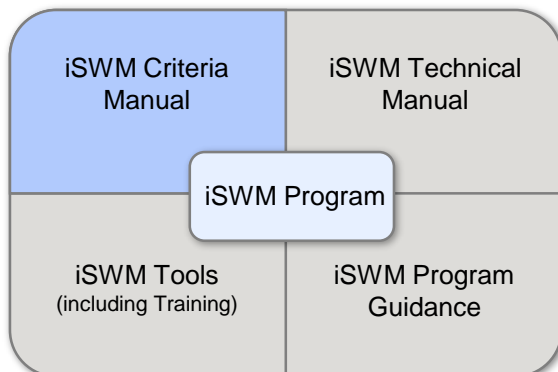 iSWM Criteria
Manual
iSWM Technical
Manual
iSWM Program
iSWM Tools
(including Training)
iSWM Program
Guidance